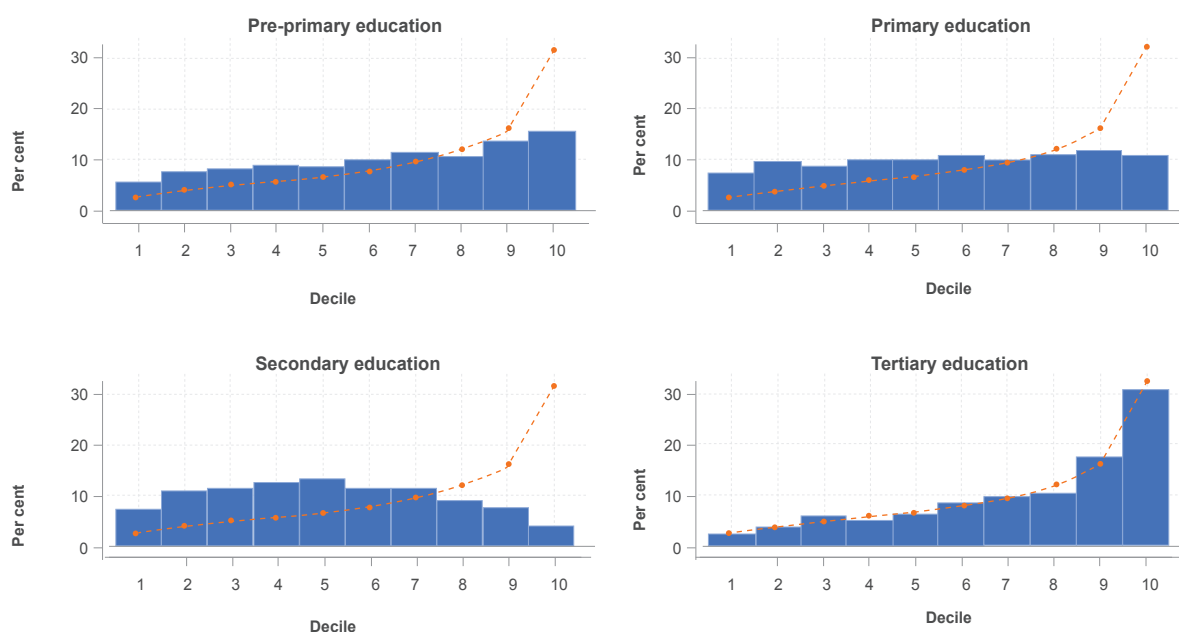 Pre-primary education
Per cent
30
20
10
0
1 2 3 4 5 6 7 8 9 10
Decile
Primary education
Per cent
30
20
10
0
1 2 3 4 5 6 7 8 9 10
Decile
Secondary education
Per cent
30
20
10
0
1 2 3 4 5 6 7 8 9 10
Decile
Tertiary education
Per cent
30
20
10
0
1 2 3 4 5 6 7 8 9 10
Decile